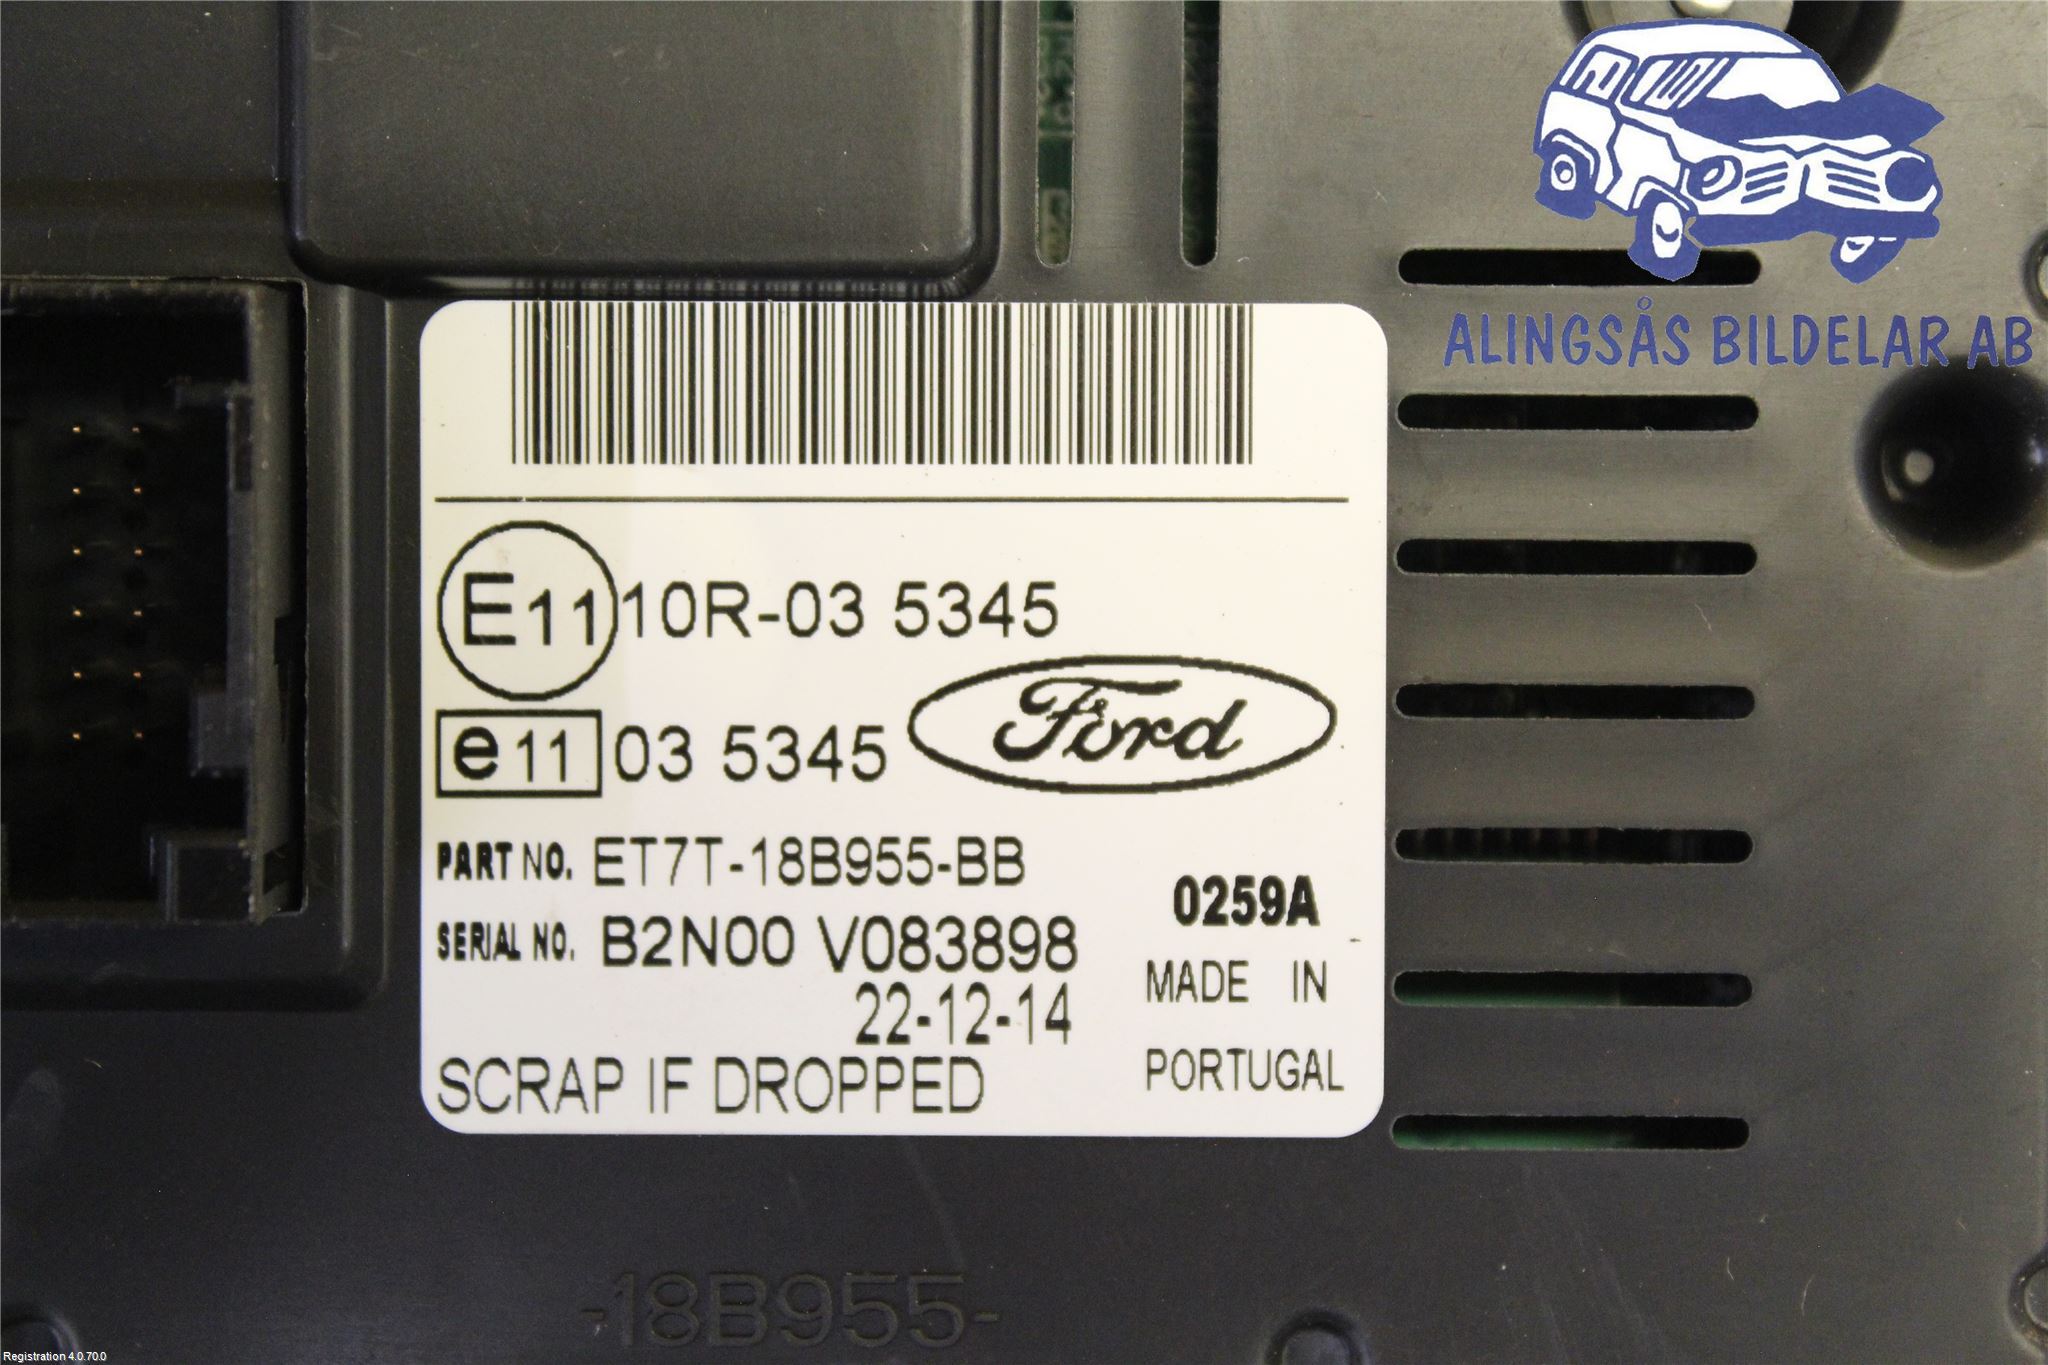 ALINGSÅS BILDELAR AB
E11 10R-03 5345
e11 03 5345
Ford
PART NO. ET7T-18B955-BB
SERIAL NO. B2N00 V083898
0259A
22-12-14
MADE IN
PORTUGAL
SCRAP IF DROPPED
-18B955-
Registration 4.0.70.0